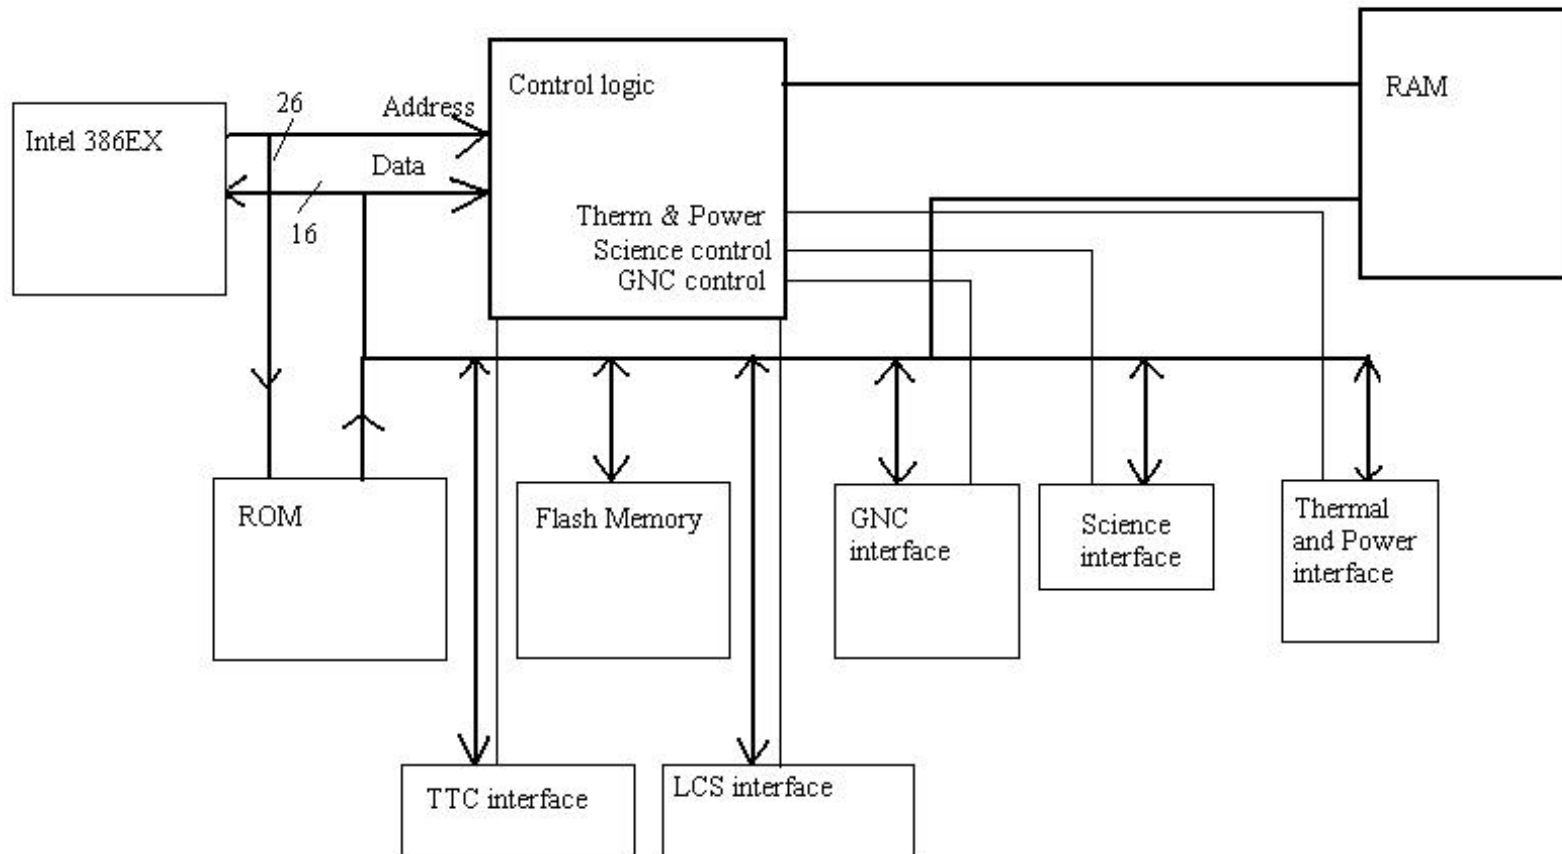 Intel 386EX
26
Address
Data
16
Control logic
Therm & Power
Science control
GNC control
RAM
ROM
Flash Memory
GNC
interface
Science
interface
Thermal
and Power
interface
TTC interface
LCS interface